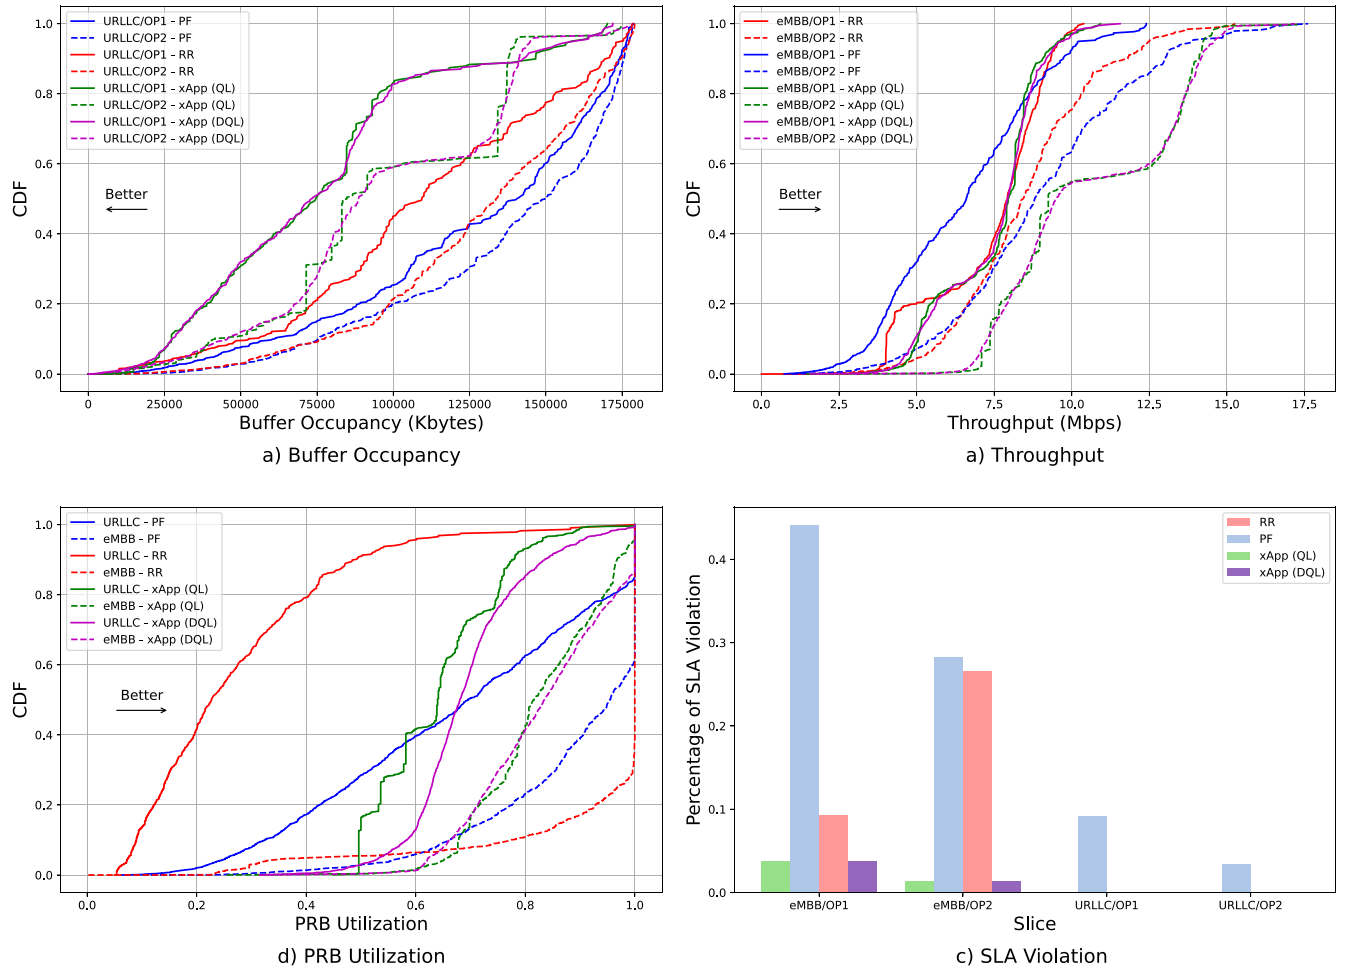 URLLC/OP1 – PF
URLLC/OP2 – PF
URLLC/OP1 – RR
URLLC/OP2 – RR
URLLC/OP1 – xApp (QL)
URLLC/OP2 – xApp (QL)
URLLC/OP1 – xApp (DQL)
URLLC/OP2 – xApp (DQL)
Better
CDF
1.0
0.8
0.6
0.4
0.2
0.0
0 25000 50000 75000 100000 125000 150000 175000
Buffer Occupancy (Kbytes)
a) Buffer Occupancy
eMBB/OP1 – RR
eMBB/OP2 – RR
eMBB/OP1 – PF
eMBB/OP2 – PF
eMBB/OP1 – xApp (QL)
eMBB/OP2 – xApp (QL)
eMBB/OP1 – xApp (DQL)
eMBB/OP2 – xApp (DQL)
Better
CDF
1.0
0.8
0.6
0.4
0.2
0.0
0.0 2.5 5.0 7.5 10.0 12.5 15.0 17.5
Throughput (Mbps)
a) Throughput
URLLC – PF
eMBB – PF
URLLC – RR
eMBB – RR
URLLC – xApp (QL)
eMBB – xApp (QL)
URLLC – xApp (DQL)
eMBB – xApp (DQL)
Better
CDF
1.0
0.8
0.6
0.4
0.2
0.0
0.0 0.2 0.4 0.6 0.8 1.0
PRB Utilization
d) PRB Utilization
RR
PF
xApp (QL)
xApp (DQL)
Percentage of SLA Violation
0.4
0.3
0.2
0.1
0.0
eMBB/OP1 eMBB/OP2 URLLC/OP1 URLLC/OP2
Slice
c) SLA Violation